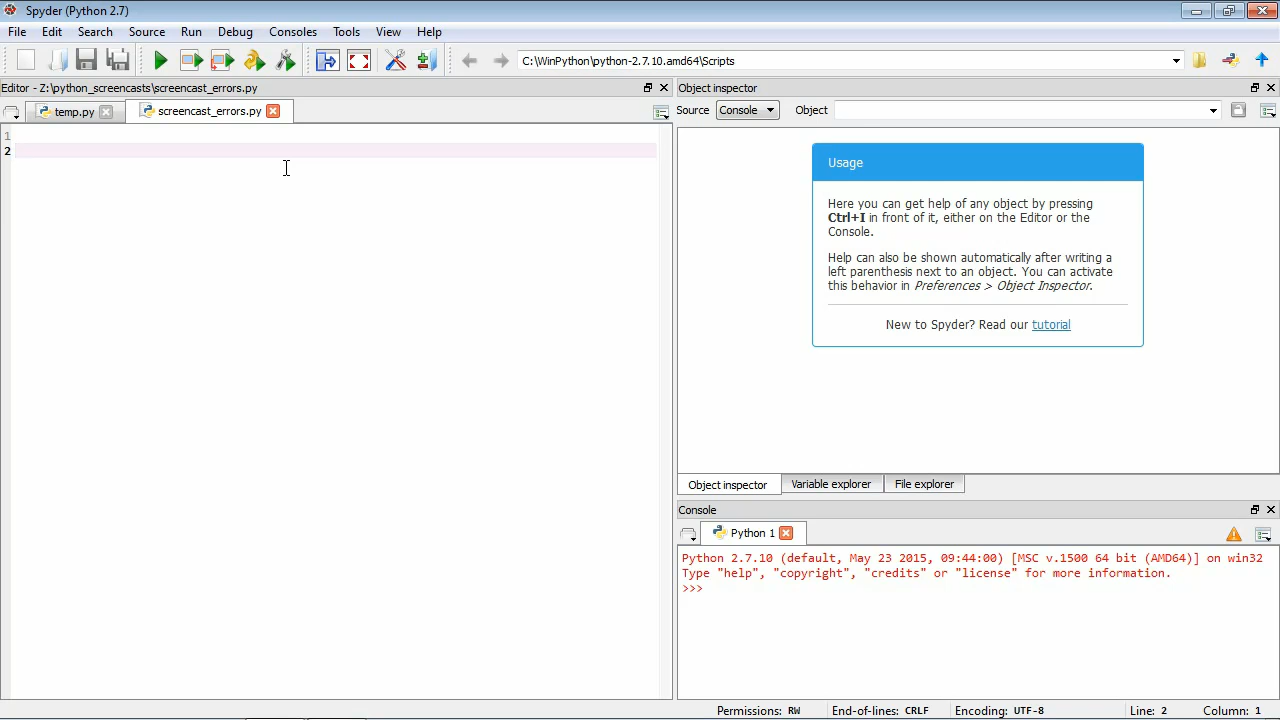 Spyder (Python 2.7)
File Edit Search Source Run Debug Consoles Tools View Help
C:\WinPython\python-2.7.10.amd64\Scripts
Editor - Z:\python_screencasts\screencast_errors.py
temp.py screencast_errors.py
1
2
Object inspector
Source Console Object
Usage
Here you can get help of any object by pressing
Ctrl+I in front of it, either on the Editor or the
Console.
Help can also be shown automatically after writing a
left parenthesis next to an object. You can activate
this behavior in Preferences > Object Inspector.
New to Spyder? Read our tutorial
Object inspector Variable explorer File explorer
Console
Python 1
Python 2.7.10 (default, May 23 2015, 09:44:00) [MSC v.1500 64 bit (AMD64)] on win32
Type "help", "copyright", "credits" or "license" for more information.
>>>
Permissions: RW End-of-lines: CRLF Encoding: UTF-8 Line: 2 Column: 1